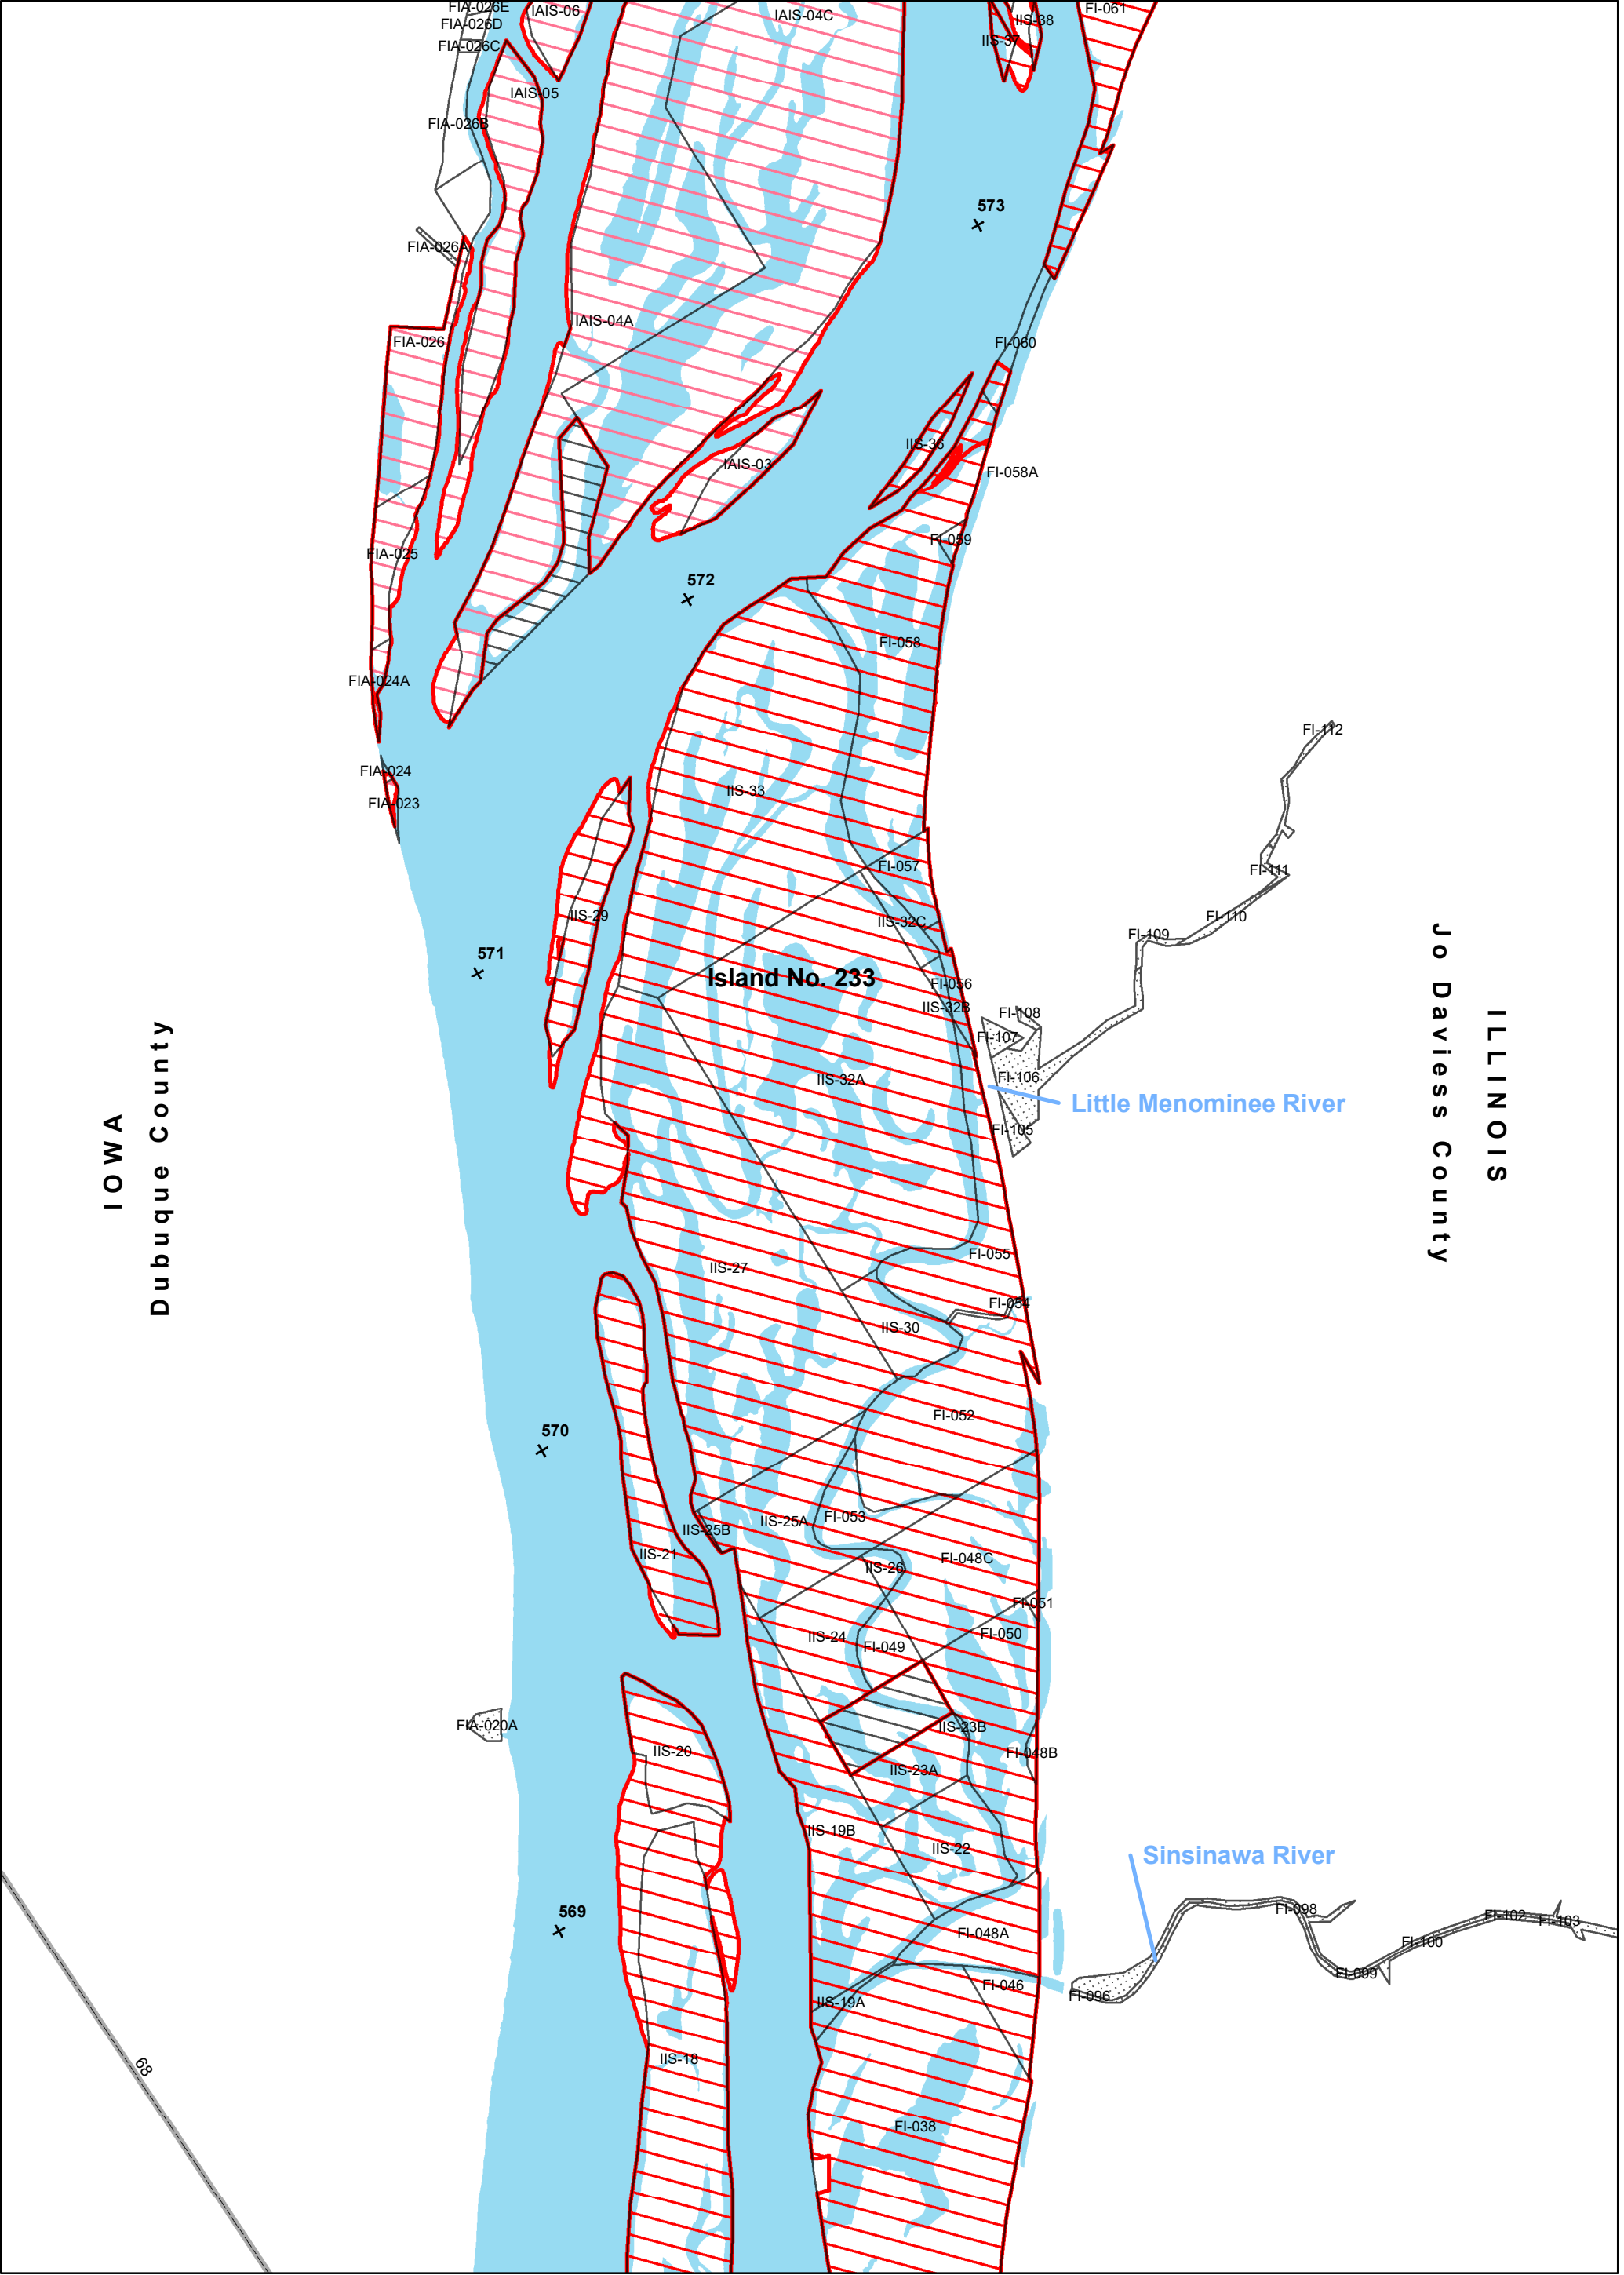 FIA-026E
IAIS-06
IAIS-04C
IIS-38
FI-061
FIA-026D
FIA-026C
IIS-37
IAIS-05
FIA-026B
573
FIA-026A
IAIS-04A
FIA-026
FI-060
IIS-36
IAIS-03
FI-058A
FI-059
FIA-025
572
FI-058
FIA-024A
FI-112
FIA-024
IIS-33
FIA-023
FI-057
FI-111
IIS-29
FI-110
IIS-32C
FI-109
571
Island No. 233
FI-056
IIS-32B
FI-108
FI-107
FI-106
IIS-32A
Little Menominee River
FI-105
IOWA
Dubuque County
Jo Daviess County
ILLINOIS
FI-055
IIS-27
FI-054
IIS-30
FI-052
570
FI-053
IIS-25A
IIS-25B
IIS-21
FI-048C
IIS-26
FI-051
FI-050
IIS-24
FI-049
FIA-020A
IIS-23B
IIS-20
FI-048B
IIS-23A
IIS-19B
IIS-22
Sinsinawa River
569
FI-098
FI-102
FI-103
FI-048A
FI-100
FI-099
FI-046
FI-096
IIS-19A
IIS-18
68
FI-038